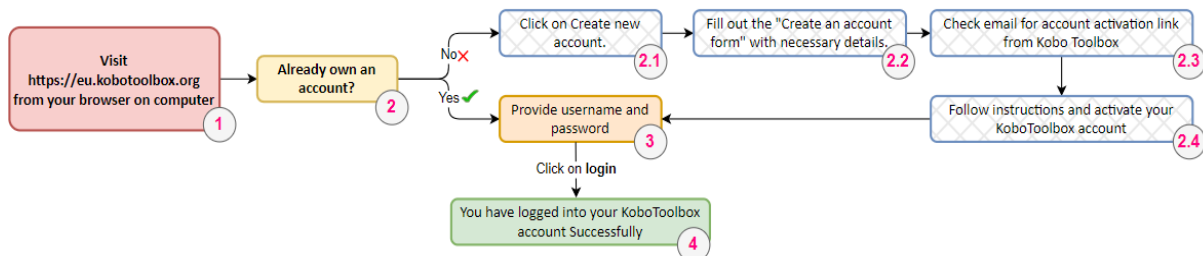 Visit
https://eu.kobotoolbox.org
from your browser on computer
1
Already own an
account?
2
No
Click on Create new
account.
2.1
Fill out the "Create an account
form" with necessary details.
2.2
Check email for account activation link
from Kobo Toolbox
2.3
Follow instructions and activate your
KoboToolbox account
2.4
Yes
Provide username and
password
3
Click on login
You have logged into your KoboToolbox
account Successfully
4